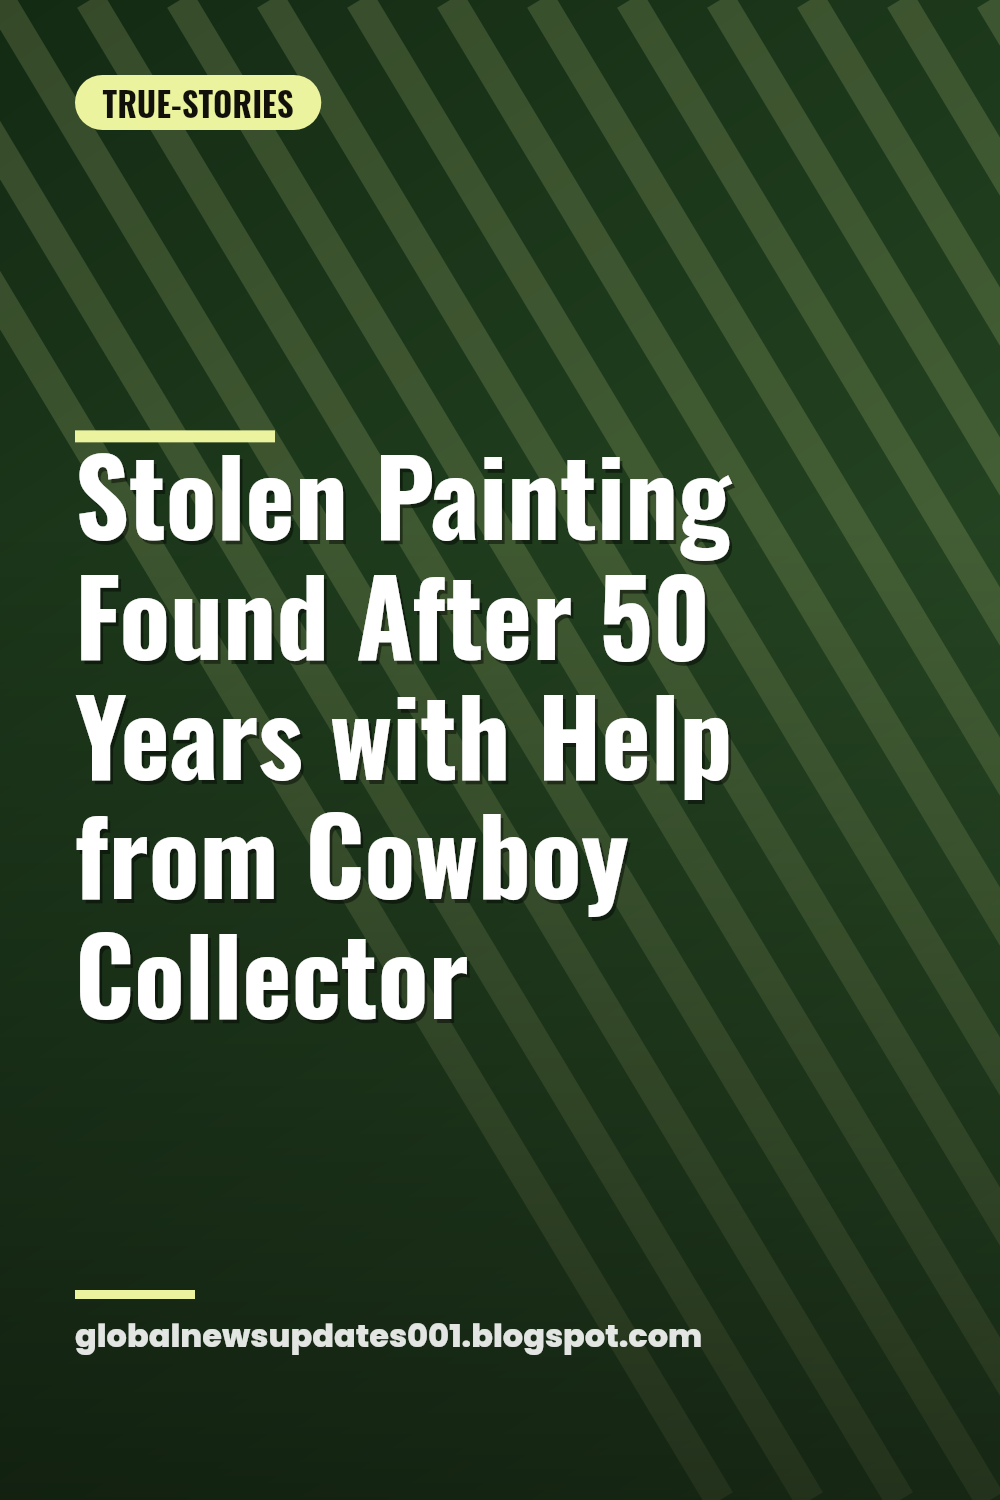 TRUE-STORIES
Stolen Painting
Found After 50
Years with Help
from Cowboy
Collector
globalnewsupdates001.blogspot.com